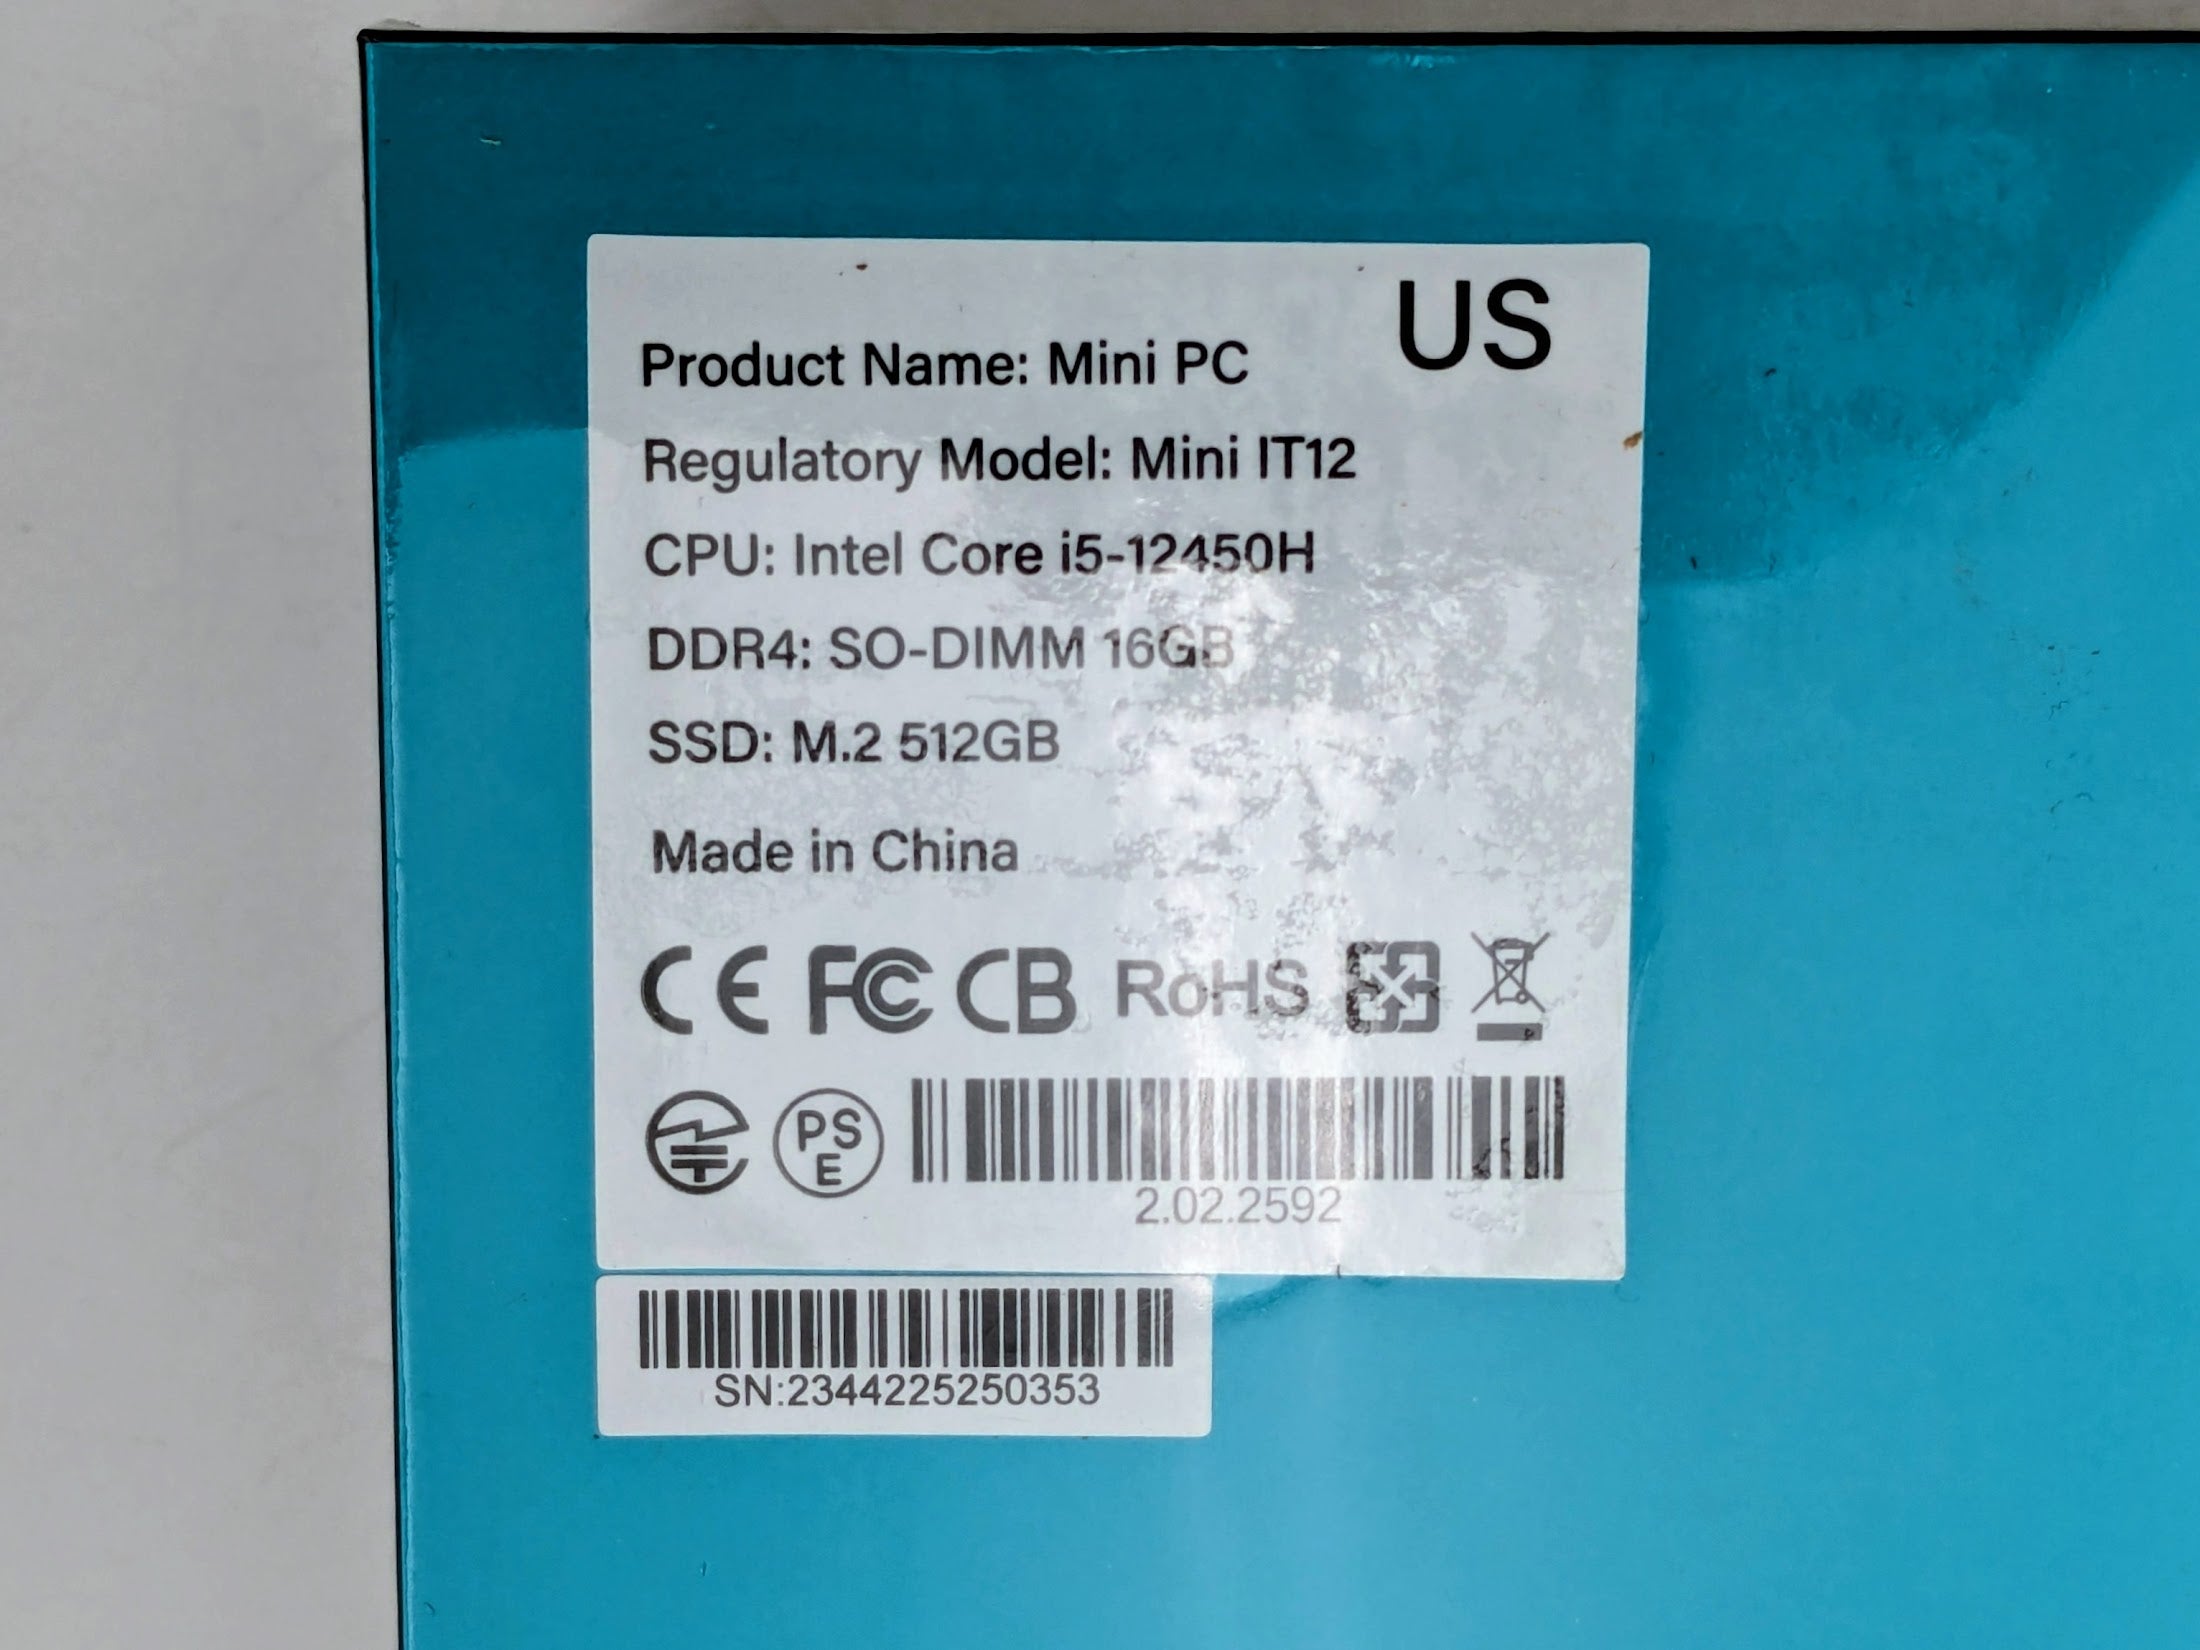 US
Product Name: Mini PC
Regulatory Model: Mini IT12
CPU: Intel Core i5-12450H
DDR4: SO-DIMM 16GB
SSD: M.2 512GB
Made in China
CE FC CB RoHS
PS
E
2.02.2592
SN:2344225250353